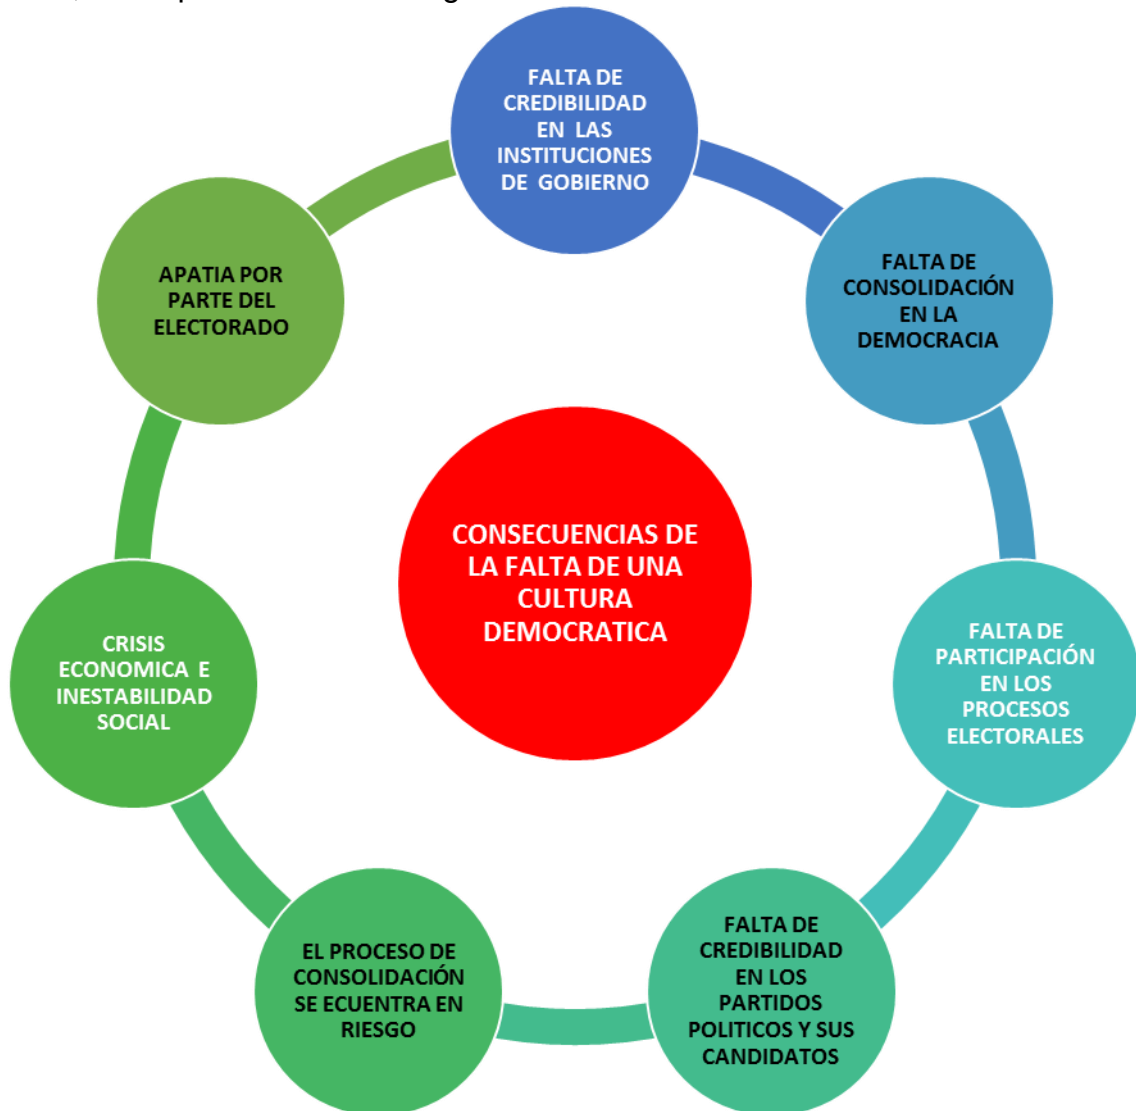 FALTA DE
CREDIBILIDAD
EN LAS
INSTITUCIONES
DE GOBIERNO
FALTA DE
CONSOLIDACIÓN
EN LA
DEMOCRACIA
FALTA DE
PARTICIPACIÓN
EN LOS
PROCESOS
ELECTORALES
FALTA DE
CREDIBILIDAD
EN LOS
PARTIDOS
POLITICOS Y SUS
CANDIDATOS
EL PROCESO DE
CONSOLIDACIÓN
SE ECUENTRA EN
RIESGO
CRISIS
ECONOMICA E
INESTABILIDAD
SOCIAL
APATIA POR
PARTE DEL
ELECTORADO
CONSECUENCIAS DE
LA FALTA DE UNA
CULTURA
DEMOCRATICA